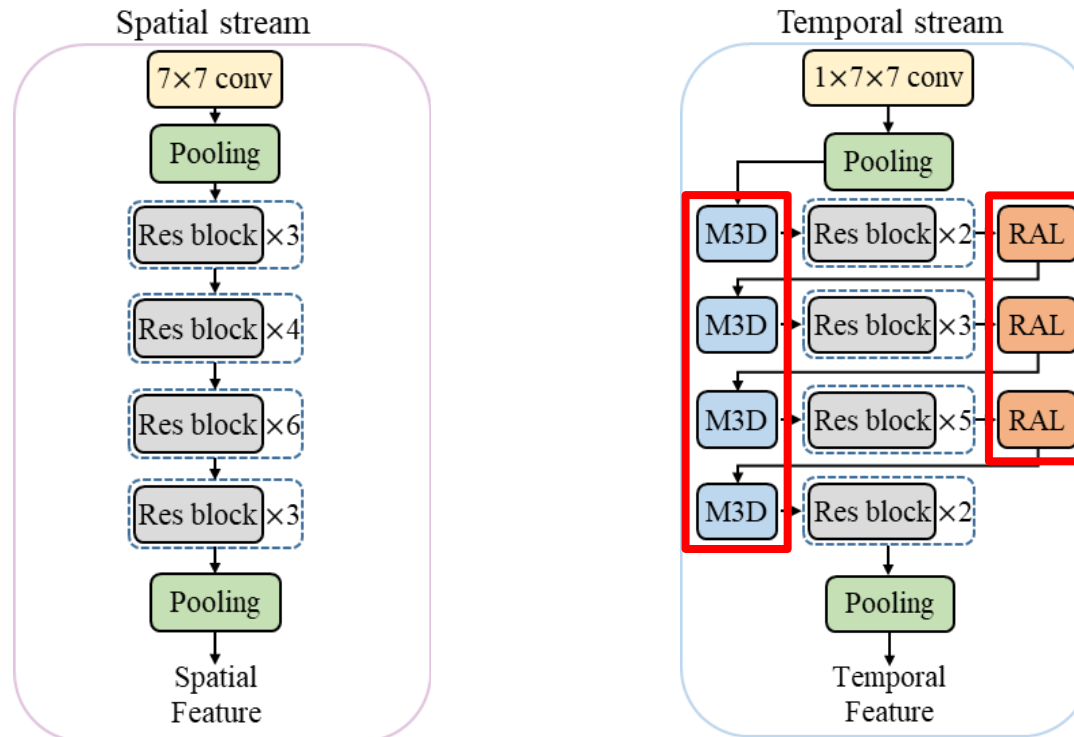 Spatial stream
7×7 conv
Pooling
Res block ×3
Res block ×4
Res block ×6
Res block ×3
Pooling
Spatial
Feature
Temporal stream
1×7×7 conv
Pooling
M3D Res block ×2 RAL
M3D Res block ×3 RAL
M3D Res block ×5 RAL
M3D Res block ×2
Pooling
Temporal
Feature